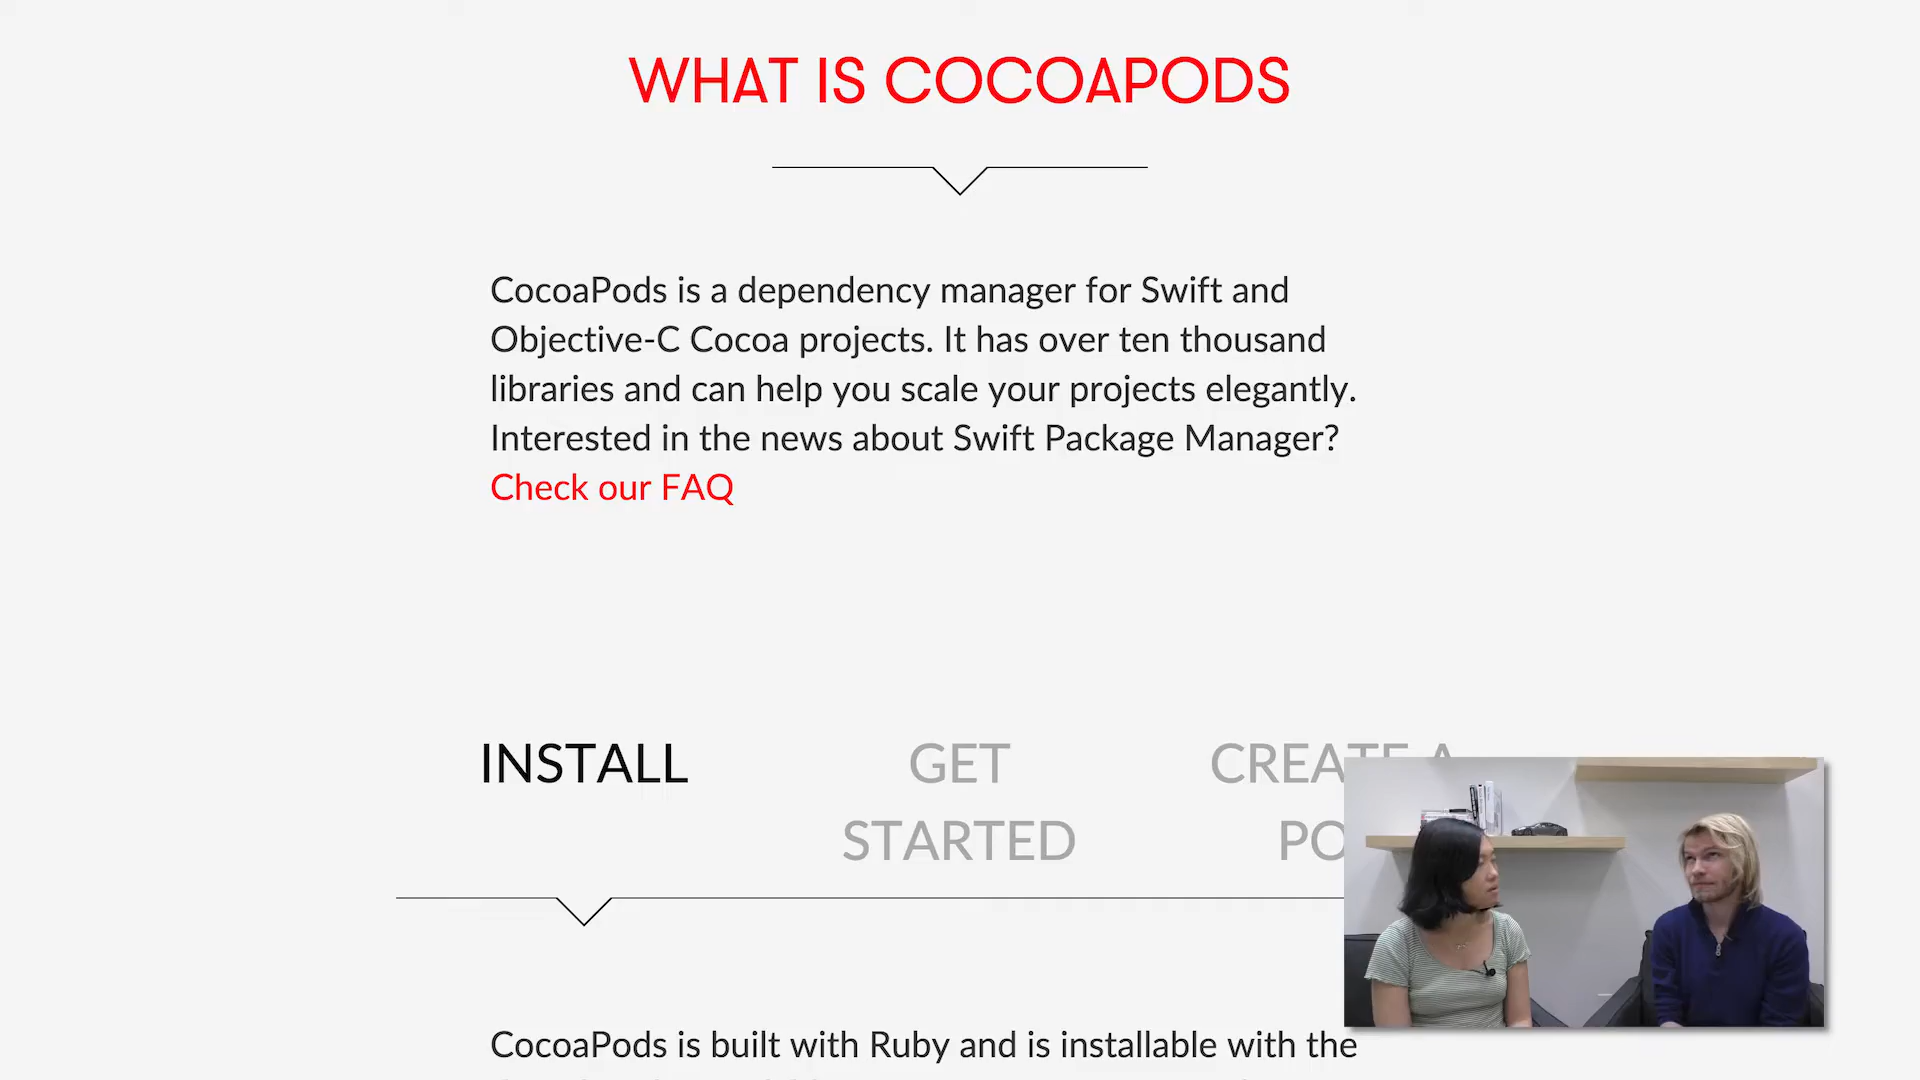 WHAT IS COCOAPODS
CocoaPods is a dependency manager for Swift and
Objective-C Cocoa projects. It has over ten thousand
libraries and can help you scale your projects elegantly.
Interested in the news about Swift Package Manager?
Check our FAQ
INSTALL
GET
STARTED
CREATE A
PO
CocoaPods is built with Ruby and is installable with the